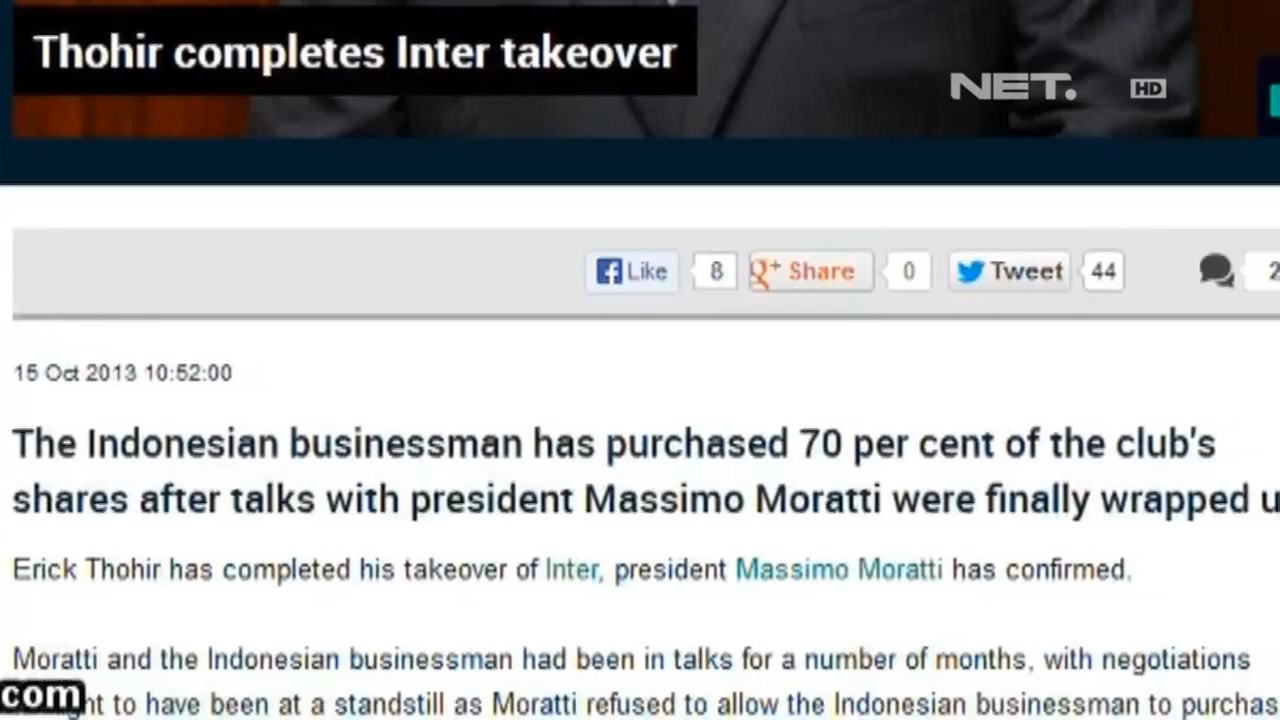 Thohir completes Inter takeover
NET. HD
Like 8 Share 0 Tweet 44
15 Oct 2013 10:52:00
The Indonesian businessman has purchased 70 per cent of the club's
shares after talks with president Massimo Moratti were finally wrapped
Erick Thohir has completed his takeover of Inter, president Massimo Moratti has confirmed.
Moratti and the Indonesian businessman had been in talks for a number of months, with negotiations
com
to have been at a standstill as Moratti refused to allow the Indonesian businessman to